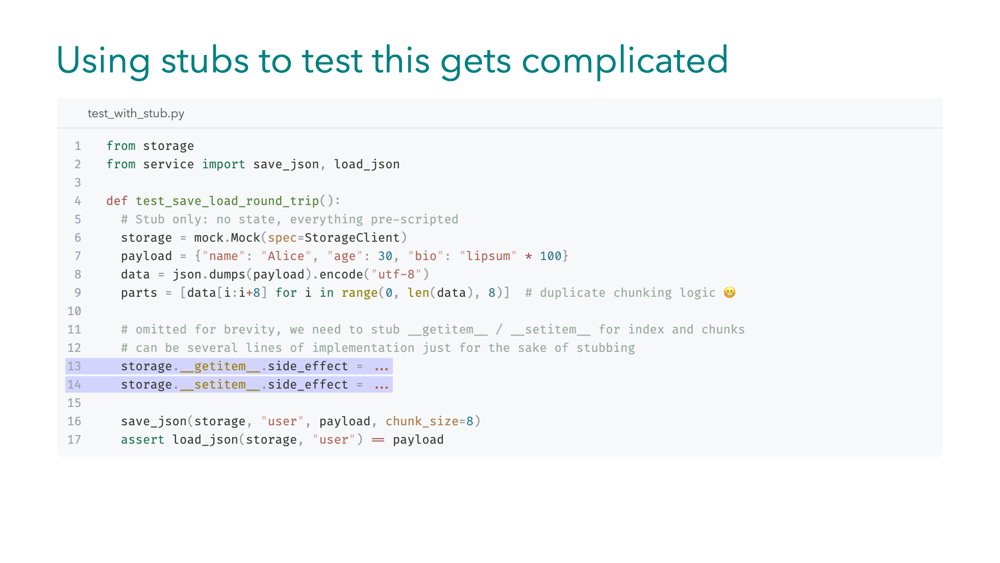 Using stubs to test this gets complicated
test_with_stub.py
1 from storage
2 from service import save_json, load_json
3
4 def test_save_load_round_trip():
5   # Stub only: no state, everything pre-scripted
6   storage = mock.Mock(spec=StorageClient)
7   payload = {"name": "Alice", "age": 30, "bio": "lipsum" * 100}
8   data = json.dumps(payload).encode("utf-8")
9   parts = [data[i:i+8] for i in range(0, len(data), 8)]  # duplicate chunking logic 😬
10
11   # omitted for brevity, we need to stub __getitem__ / __setitem__ for index and chunks
12   # can be several lines of implementation just for the sake of stubbing
13   storage.__getitem__.side_effect = ...
14   storage.__setitem__.side_effect = ...
15
16   save_json(storage, "user", payload, chunk_size=8)
17   assert load_json(storage, "user") == payload